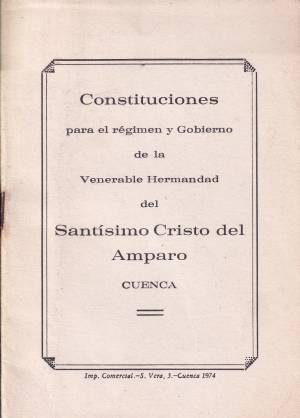 Constituciones
para el régimen y Gobierno
de la
Venerable Hermandad
del
Santísimo Cristo del
Amparo
CUENCA
Imp. Comercial.-S. Vera, 3.-Cuenca 1974